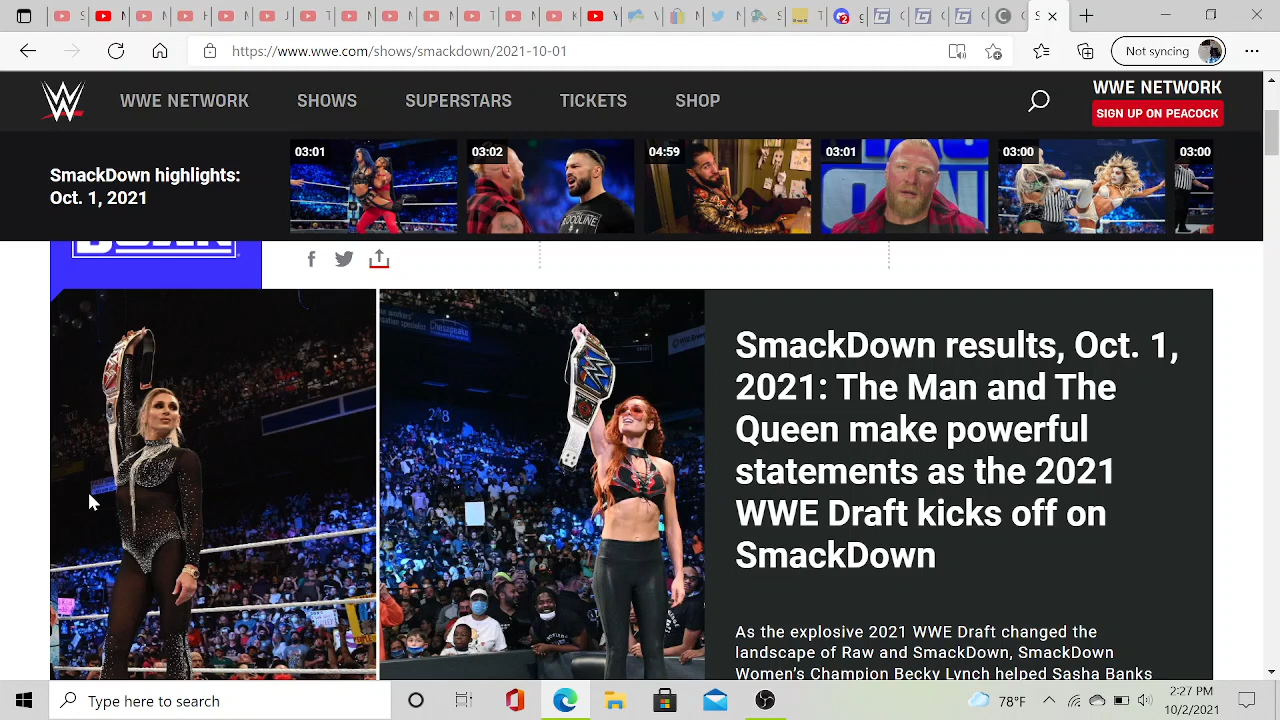 https://www.wwe.com/shows/smackdown/2021-10-01
Not syncing
WWE NETWORK
SHOWS
SUPERSTARS
TICKETS
SHOP
WWE NETWORK
SIGN UP ON PEACOCK
SmackDown highlights:
Oct. 1, 2021
03:01
03:02
04:59
03:01
03:00
03:00
BLOODLINE
Chesapeake
248
SmackDown results, Oct. 1,
2021: The Man and The
Queen make powerful
statements as the 2021
WWE Draft kicks off on
SmackDown
As the explosive 2021 WWE Draft changed the
landscape of Raw and SmackDown, SmackDown
Women's Champion Becky Lynch helped Sasha Banks
Type here to search
78°F
2:27 PM
10/2/2021